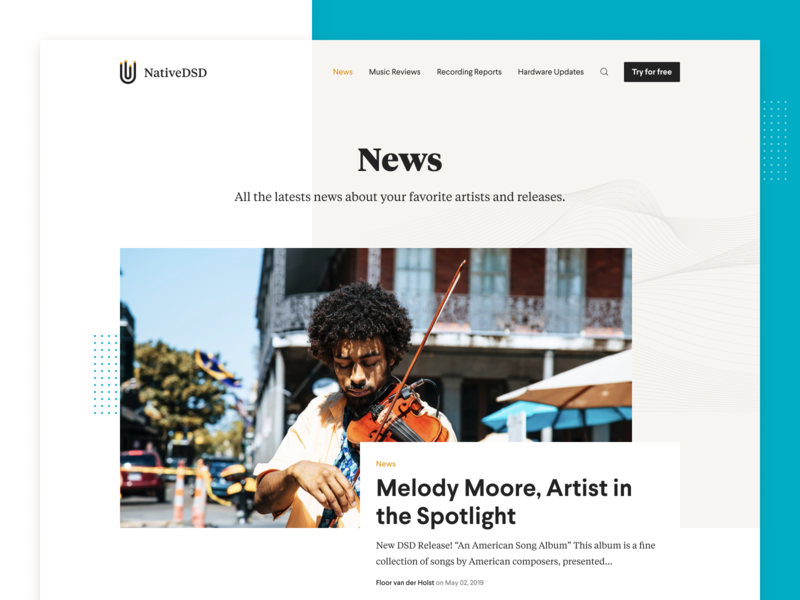 NativeDSD
News Music Reviews Recording Reports Hardware Updates Try for free
News
All the latests news about your favorite artists and releases.
News
Melody Moore, Artist in
the Spotlight
New DSD Release! “An American Song Album” This album is a fine
collection of songs by American composers, presented...
Floor van der Holst on May 02, 2019